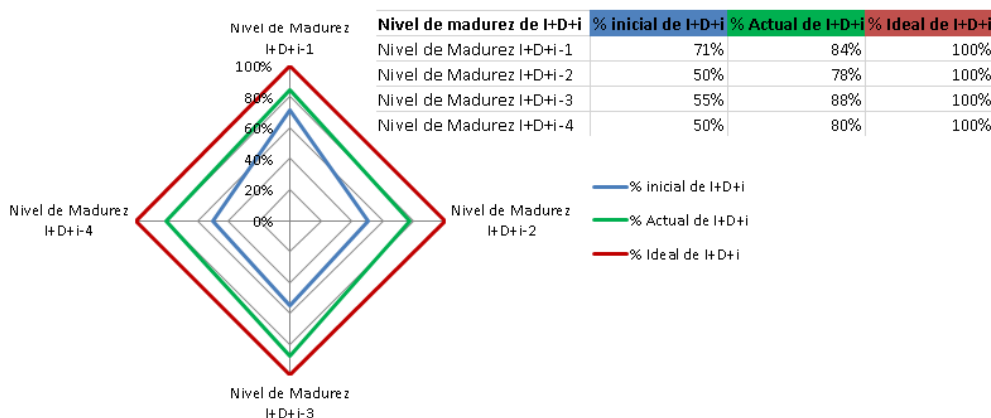 Nivel de Madurez
I+D+i-1
100%
80%
60%
40%
20%
0%
Nivel de Madurez
I+D+i-2
Nivel de Madurez
I+D+i-3
Nivel de Madurez
I+D+i-4
Nivel de madurez de I+D+i % inicial de I+D+i % Actual de I+D+i % Ideal de I+D+i
Nivel de Madurez I+D+i-1 71% 84% 100%
Nivel de Madurez I+D+i-2 50% 78% 100%
Nivel de Madurez I+D+i-3 55% 88% 100%
Nivel de Madurez I+D+i-4 50% 80% 100%
% inicial de I+D+i
% Actual de I+D+i
% Ideal de I+D+i